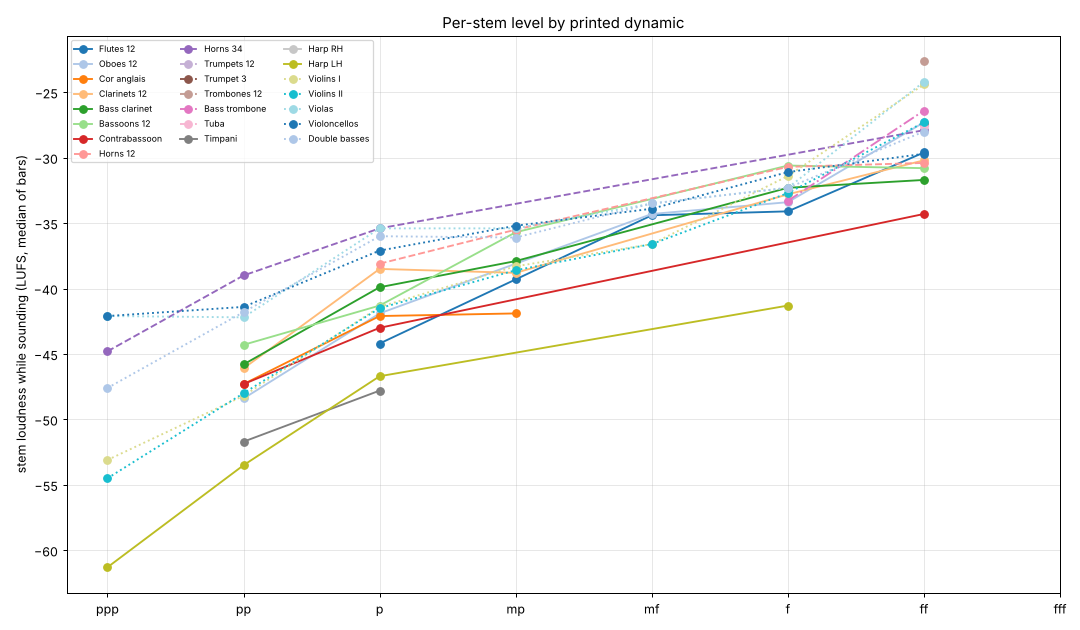 Per-stem level by printed dynamic
Flutes 12
Oboes 12
Cor anglais
Clarinets 12
Bass clarinet
Bassoons 12
Contrabassoon
Horns 12
Horns 34
Trumpets 12
Trumpet 3
Trombones 12
Bass trombone
Tuba
Timpani
Harp RH
Harp LH
Violins I
Violins II
Violas
Violoncellos
Double basses
stem loudness while sounding (LUFS, median of bars)
−25
−30
−35
−40
−45
−50
−55
−60
ppp pp p mp mf f ff fff